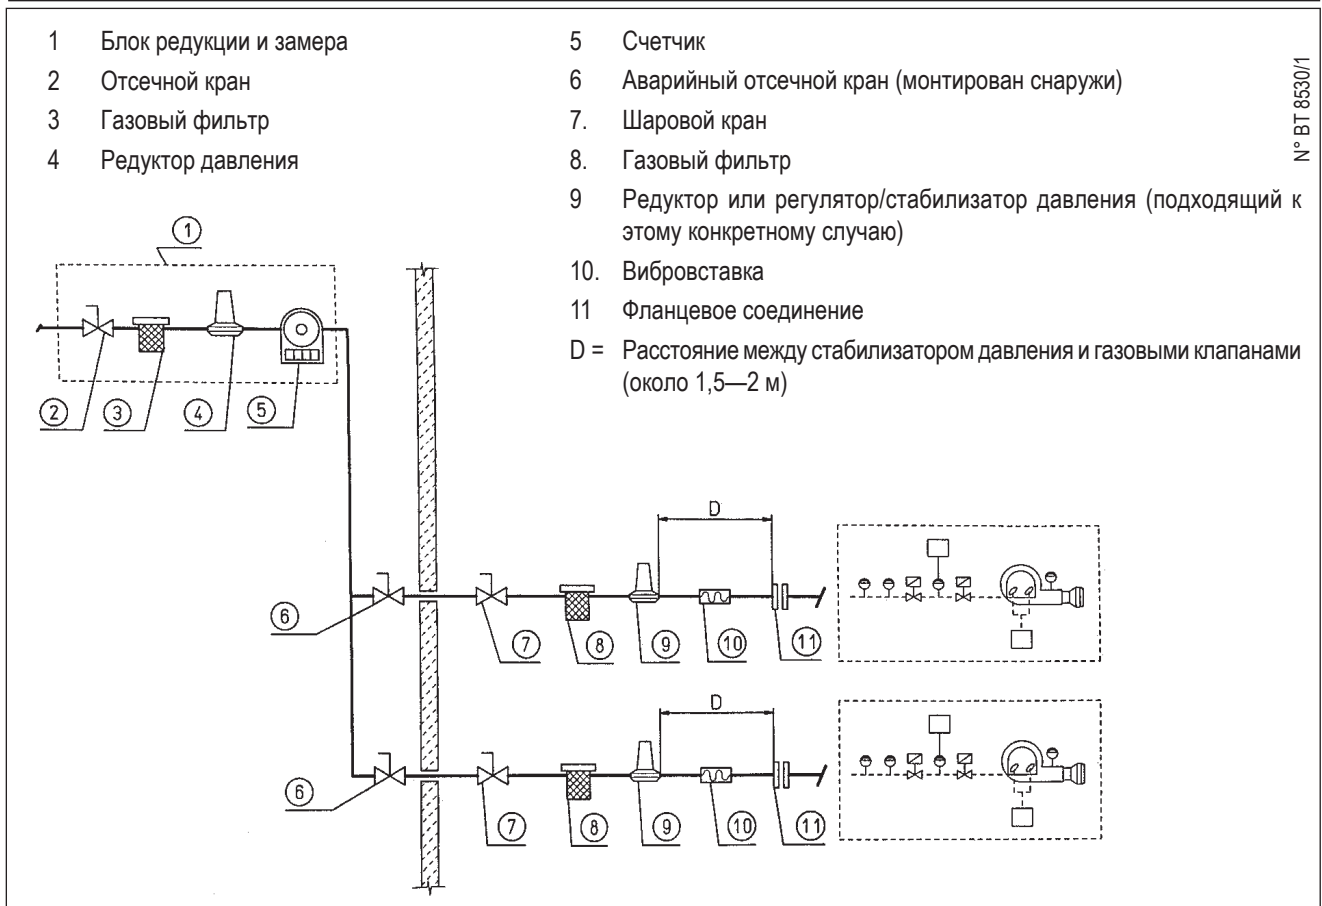 1 Блок редукции и замера
2 Отсечной кран
3 Газовый фильтр
4 Редуктор давления
5 Счетчик
6 Аварийный отсечной кран (монтирован снаружи)
7. Шаровой кран
8. Газовый фильтр
9 Редуктор или регулятор/стабилизатор давления (подходящий к
этому конкретному случаю)
10. Вибровставка
11 Фланцевое соединение
D = Расстояние между стабилизатором давления и газовыми клапанами
(около 1,5—2 м)
N° BT 8530/1
1
2 3 4 5
D
6 7 8 9 10 11
D
6 7 8 9 10 11